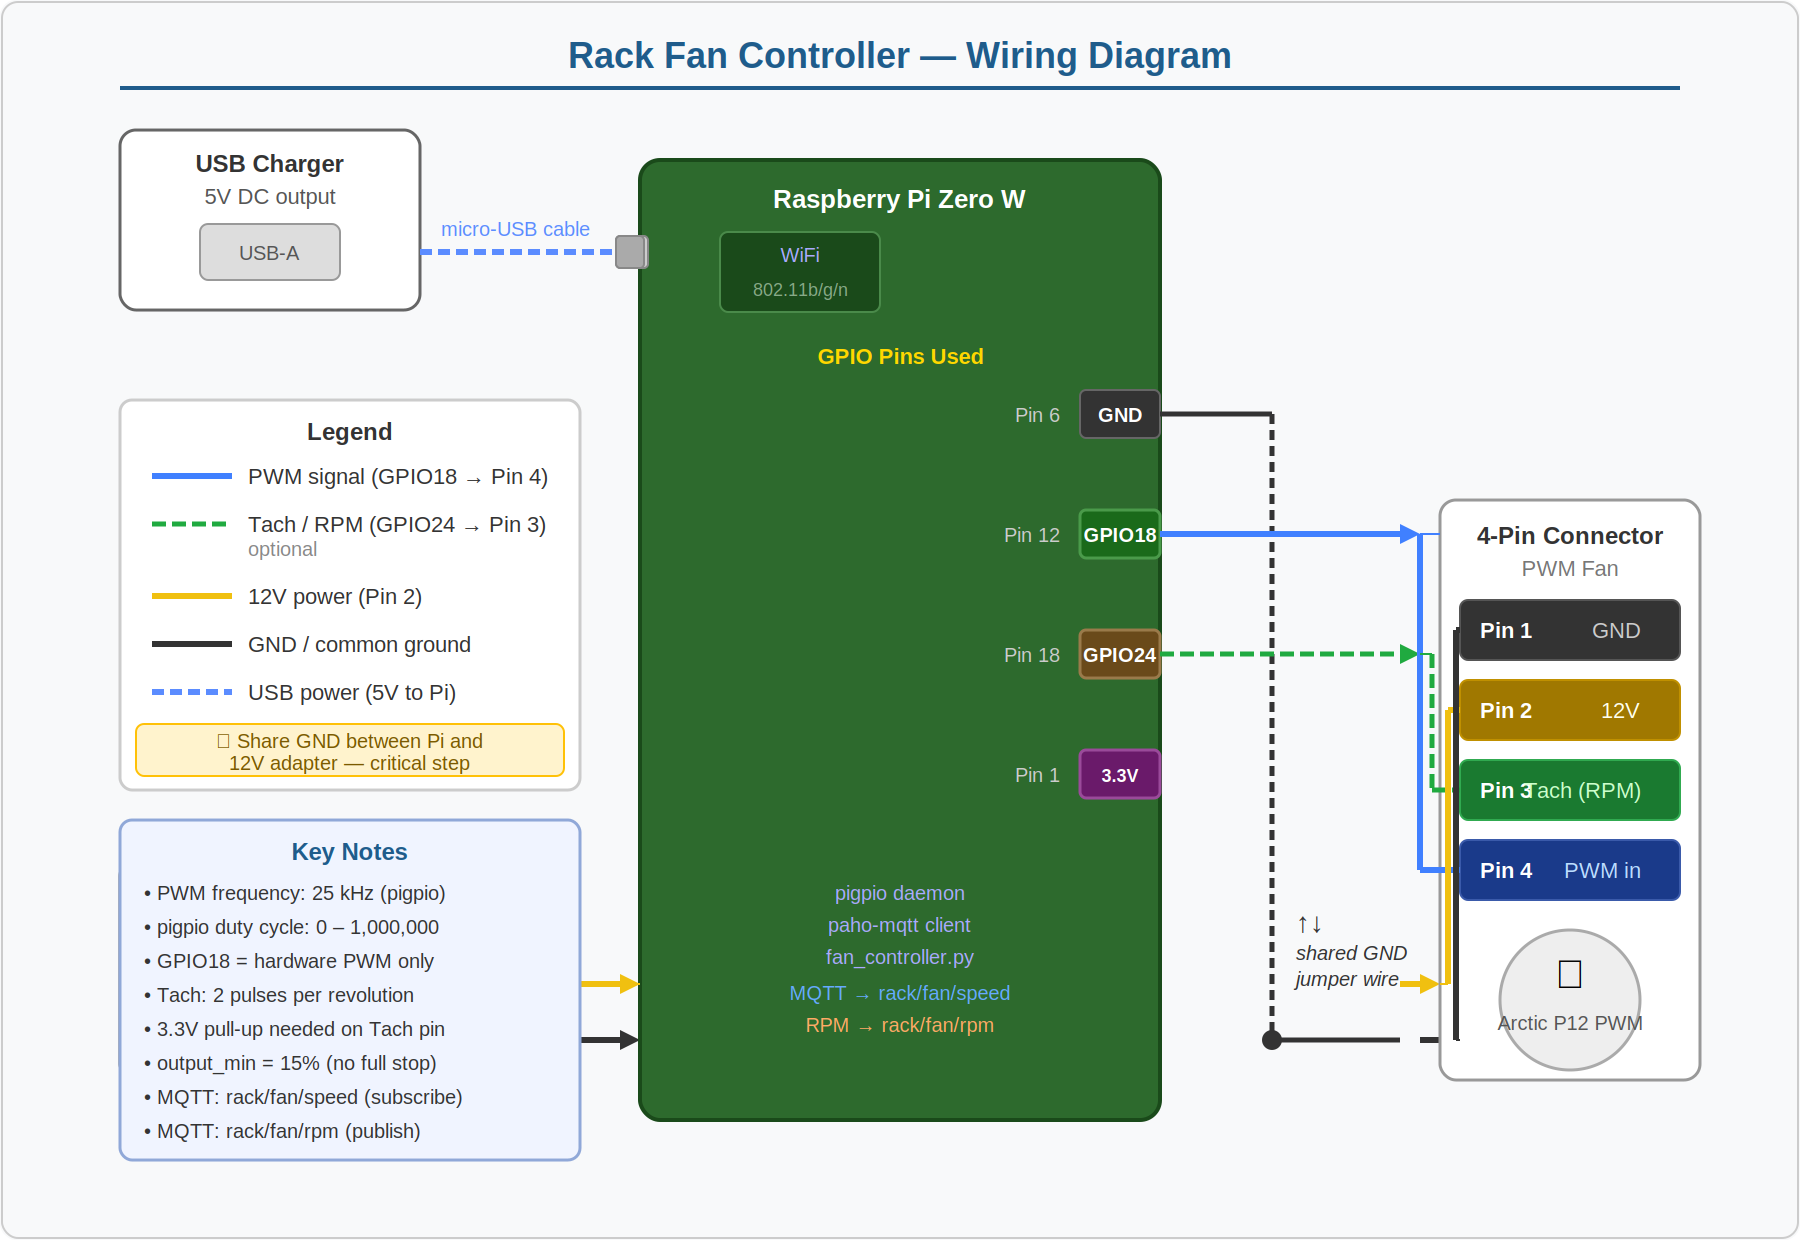 Rack Fan Controller — Wiring Diagram
USB Charger
5V DC output
USB-A
micro-USB cable
Raspberry Pi Zero W
WiFi
802.11b/g/n
GPIO Pins Used
Pin 6 GND
Pin 12 GPIO18
Pin 18 GPIO24
Pin 1 3.3V
pigpio daemon
paho-mqtt client
fan_controller.py
MQTT → rack/fan/speed
RPM → rack/fan/rpm
Legend
PWM signal (GPIO18 → Pin 4)
Tach / RPM (GPIO24 → Pin 3)
optional
12V power (Pin 2)
GND / common ground
USB power (5V to Pi)
Share GND between Pi and
12V adapter — critical step
Key Notes
• PWM frequency: 25 kHz (pigpio)
• pigpio duty cycle: 0 – 1,000,000
• GPIO18 = hardware PWM only
• Tach: 2 pulses per revolution
• 3.3V pull-up needed on Tach pin
• output_min = 15% (no full stop)
• MQTT: rack/fan/speed (subscribe)
• MQTT: rack/fan/rpm (publish)
↑↓
shared GND
jumper wire
4-Pin Connector
PWM Fan
Pin 1 GND
Pin 2 12V
Pin 3 Tach (RPM)
Pin 4 PWM in
Arctic P12 PWM